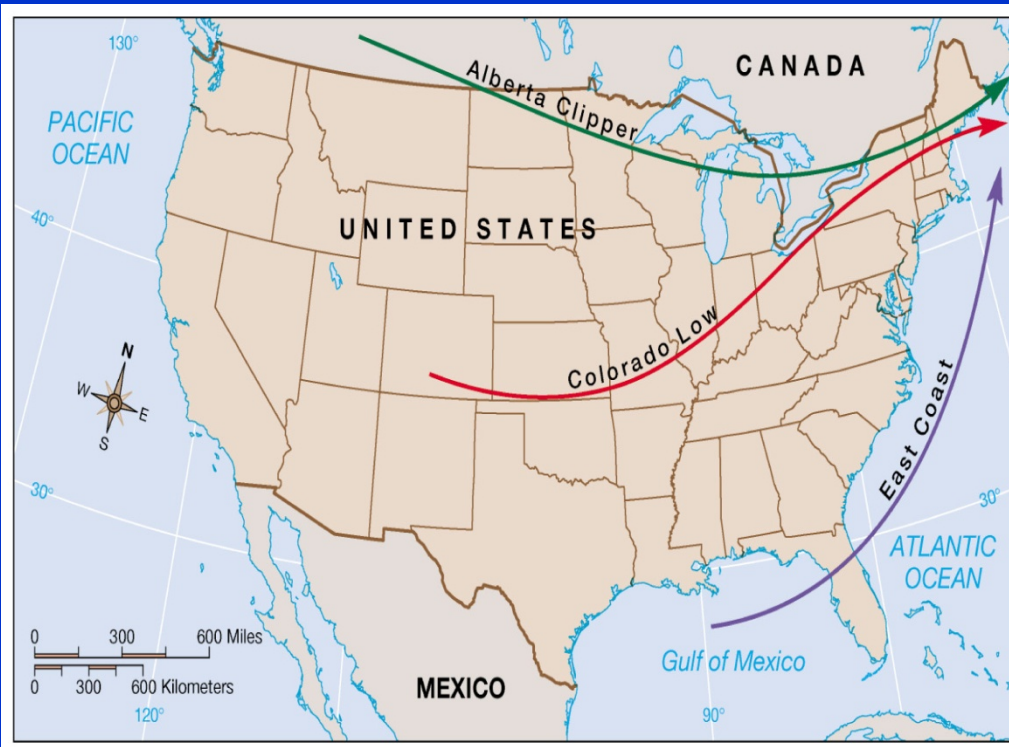 130°
CANADA
Alberta Clipper
PACIFIC
OCEAN
40°
UNITED STATES
Colorado Low
N
W
E
S
East Coast
30°
30°
ATLANTIC
OCEAN
0 300 600 Miles
0 300 600 Kilometers
Gulf of Mexico
MEXICO
120°
90°